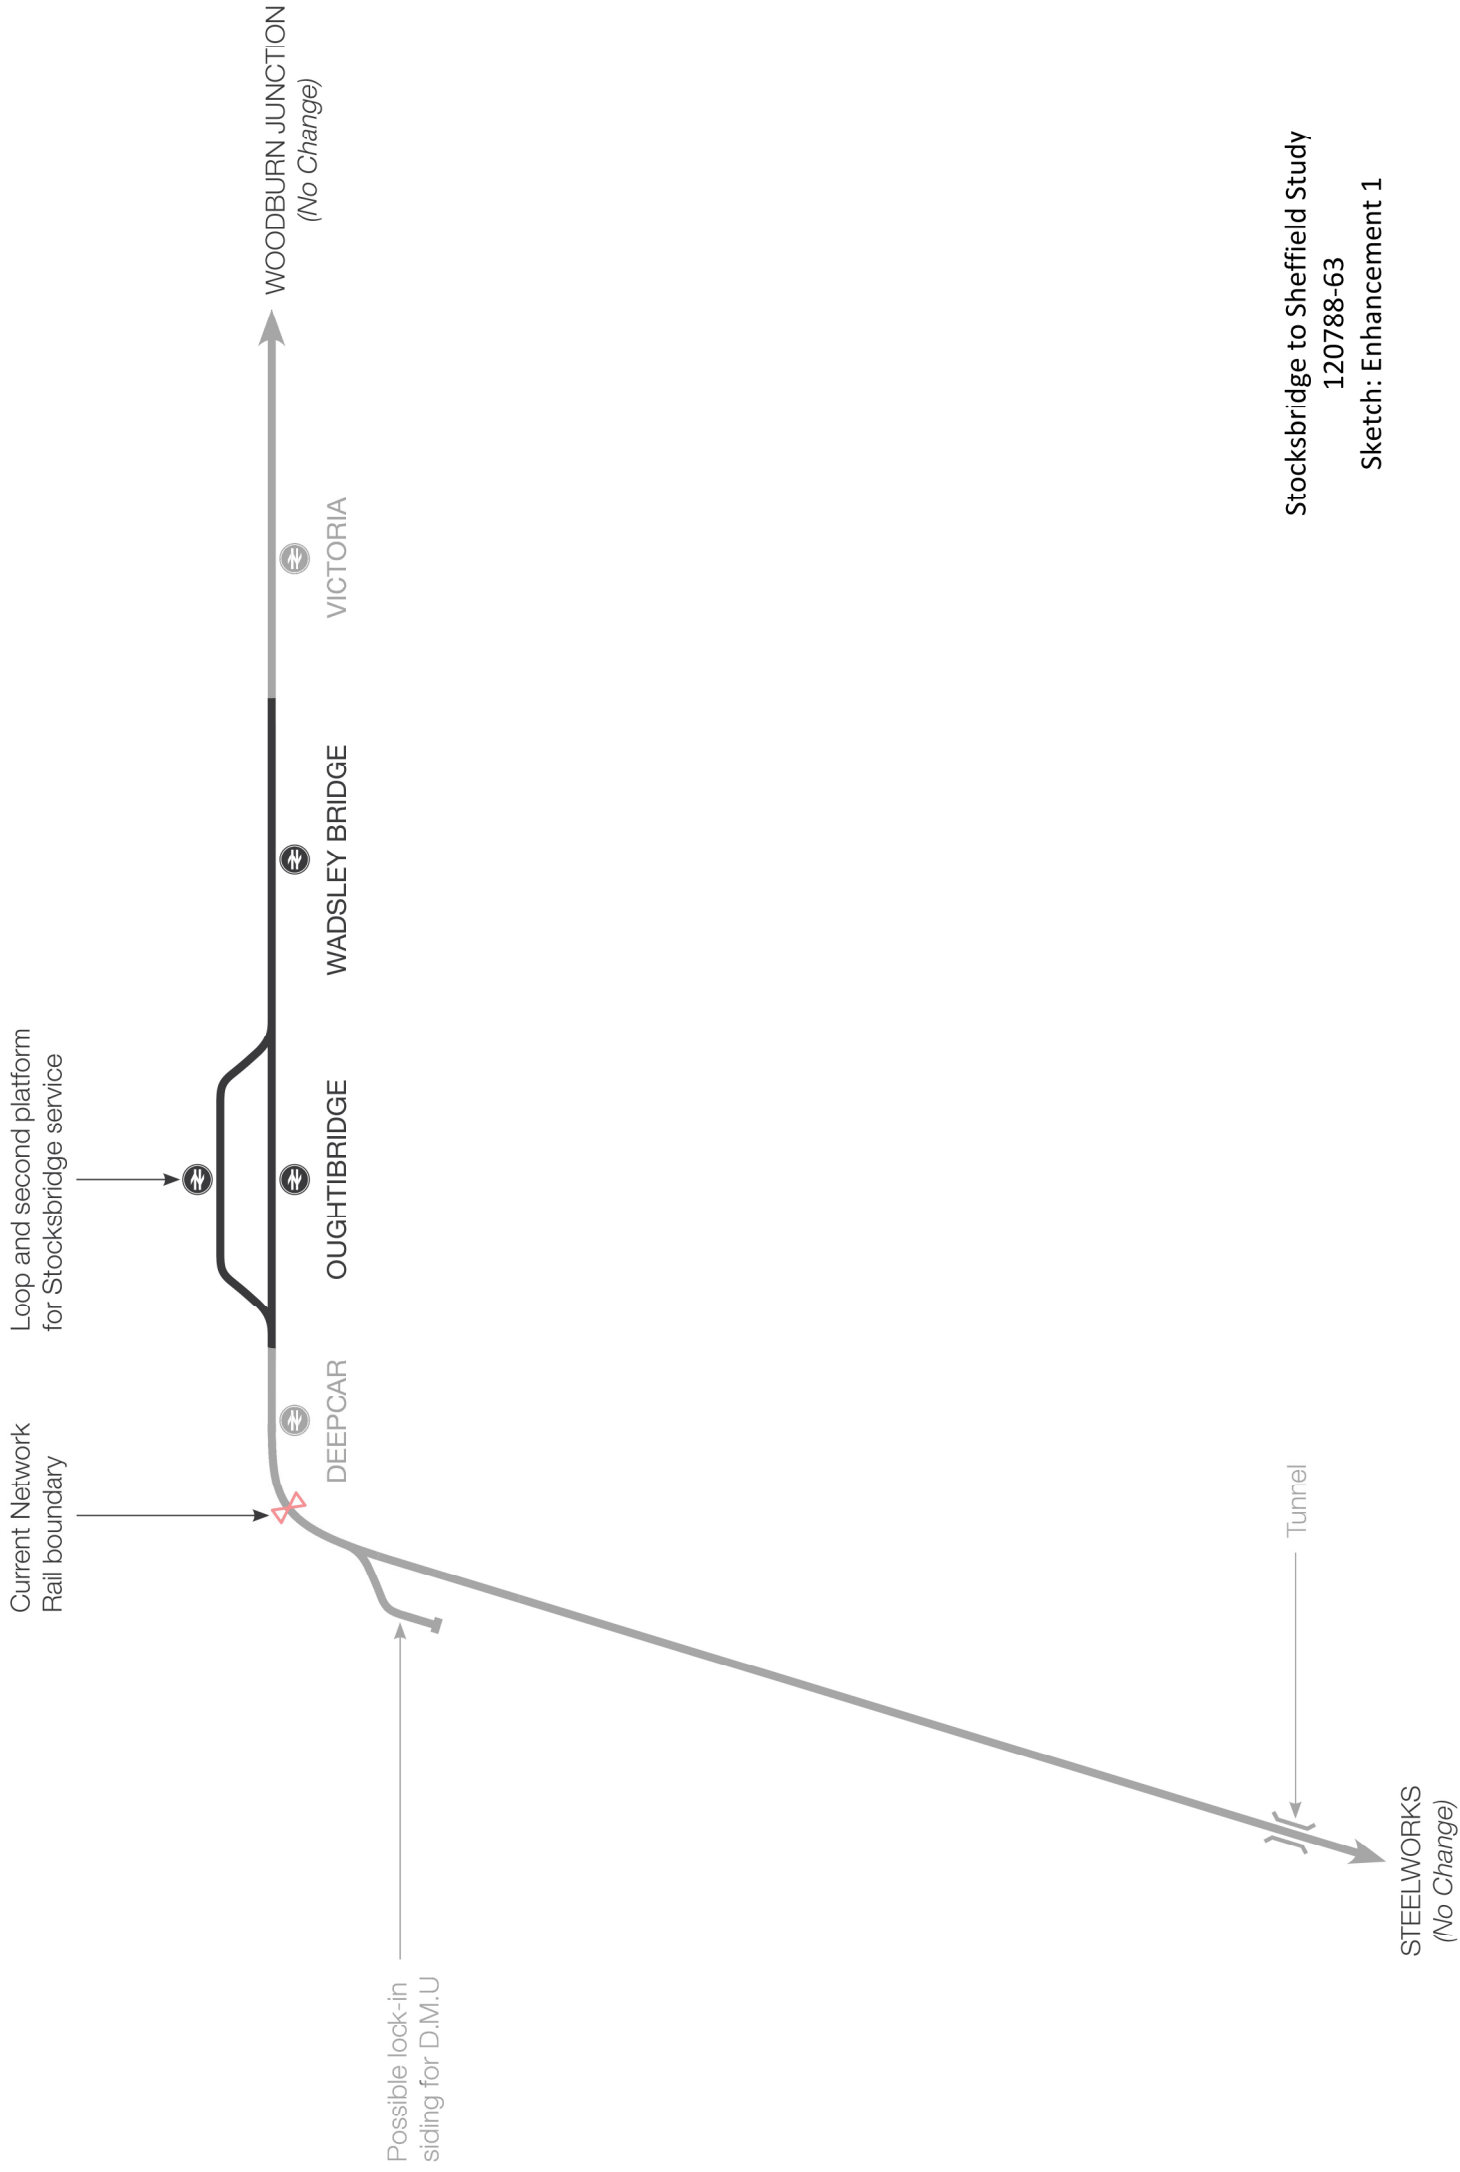 Possible lock-in
siding for D.M.U
Current Network
Rail boundary
Loop and second platform
for Stocksbridge service
WOODBURN JUNCTION
(No Change)
DEEPCAR
OUGHTIBRIDGE
WADSLEY BRIDGE
VICTORIA
Tunnel
STEELWORKS
(No Change)
Stocksbridge to Sheffield Study
120788-63
Sketch: Enhancement 1